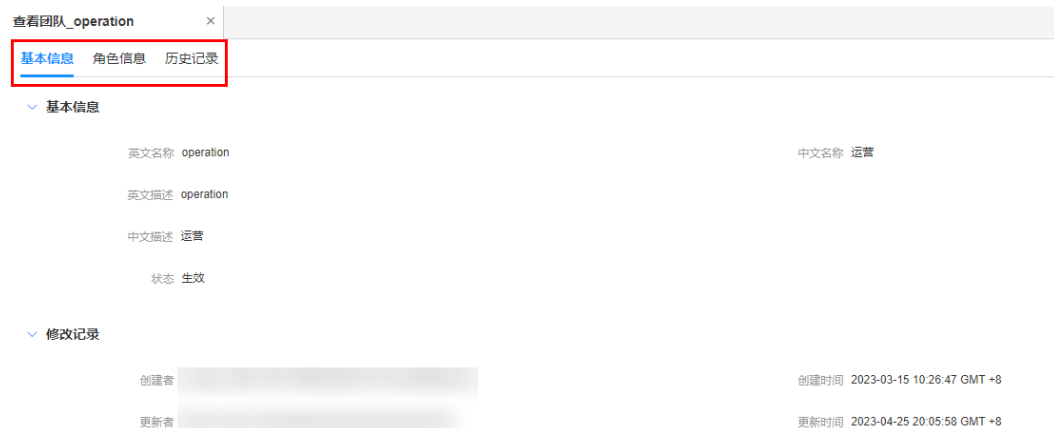 查看团队_operation ×
基本信息 角色信息 历史记录
基本信息
英文名称 operation 中文名称 运营
英文描述 operation
中文描述 运营
状态 生效
修改记录
创建者 创建时间 2023-03-15 10:26:47 GMT +8
更新者 更新时间 2023-04-25 20:05:58 GMT +8